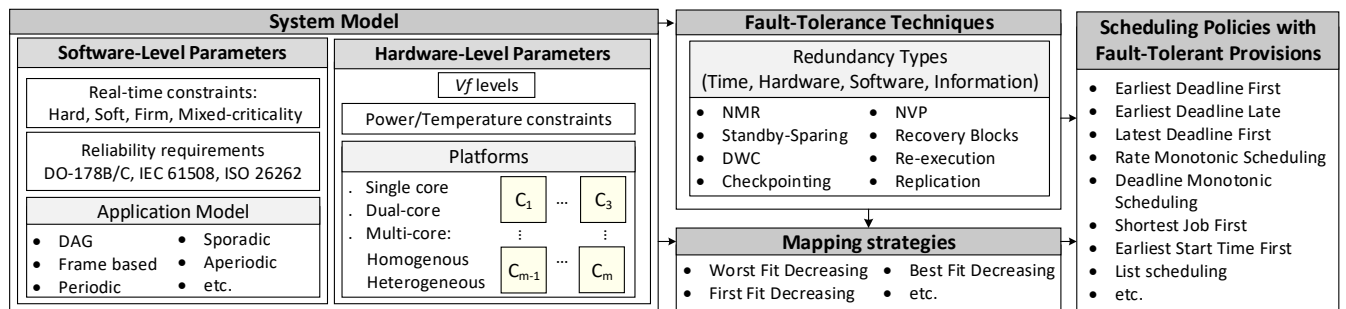 System Model
Software-Level Parameters
Real-time constraints:
Hard, Soft, Firm, Mixed-criticality
Reliability requirements
DO-178B/C, IEC 61508, ISO 26262
Application Model
• DAG
• Frame based
• Periodic
• Sporadic
• Aperiodic
• etc.
Hardware-Level Parameters
Vf levels
Power/Temperature constraints
Platforms
. Single core
. Dual-core
. Multi-core:
Homogenous
Heterogeneous
C1 ... C3
⋮ ⋮
Cm-1 ... Cm
Fault-Tolerance Techniques
Redundancy Types
(Time, Hardware, Software, Information)
• NMR
• Standby-Sparing
• DWC
• Checkpointing
• NVP
• Recovery Blocks
• Re-execution
• Replication
Mapping strategies
• Worst Fit Decreasing
• First Fit Decreasing
• Best Fit Decreasing
• etc.
Scheduling Policies with
Fault-Tolerant Provisions
• Earliest Deadline First
• Earliest Deadline Late
• Latest Deadline First
• Rate Monotonic Scheduling
• Deadline Monotonic
Scheduling
• Shortest Job First
• Earliest Start Time First
• List scheduling
• etc.